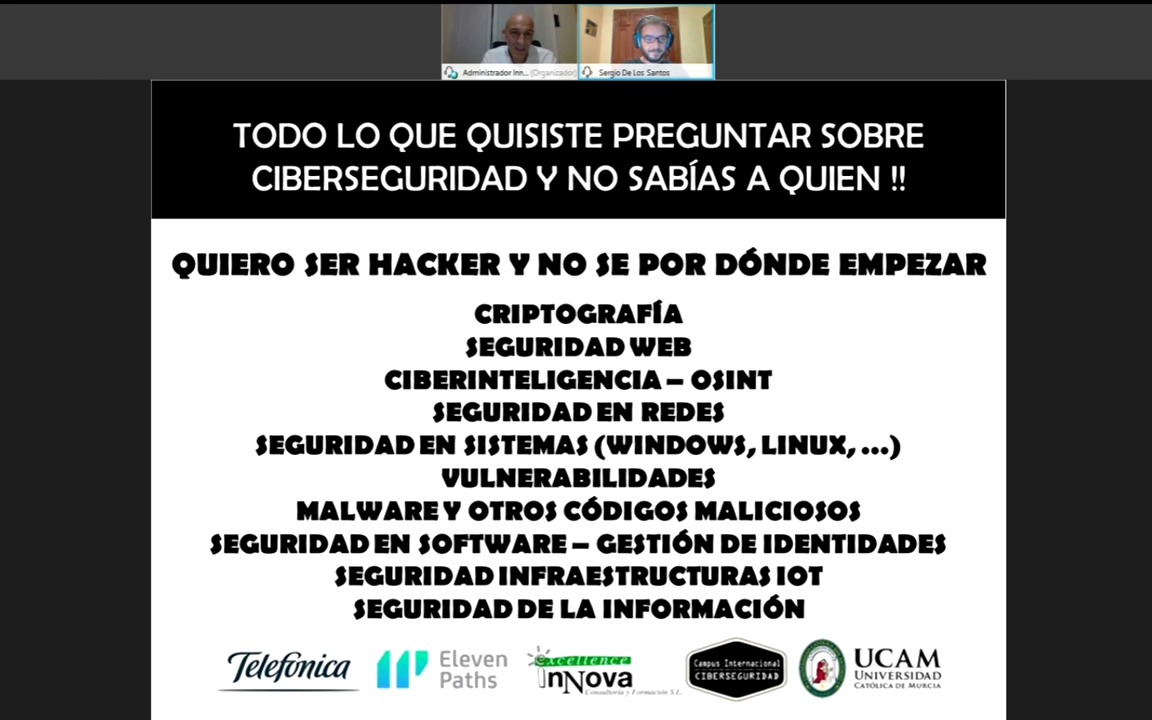 Administrador Inn... (Organizador)
Sergio De Los Santos
TODO LO QUE QUISISTE PREGUNTAR SOBRE
CIBERSEGURIDAD Y NO SABÍAS A QUIEN !!
QUIERO SER HACKER Y NO SE POR DÓNDE EMPEZAR
CRIPTOGRAFÍA
SEGURIDAD WEB
CIBERINTELIGENCIA – OSINT
SEGURIDAD EN REDES
SEGURIDAD EN SISTEMAS (WINDOWS, LINUX, ...)
VULNERABILIDADES
MALWARE Y OTROS CÓDIGOS MALICIOSOS
SEGURIDAD EN SOFTWARE – GESTIÓN DE IDENTIDADES
SEGURIDAD INFRAESTRUCTURAS IOT
SEGURIDAD DE LA INFORMACIÓN
Telefónica
Eleven
Paths
excellence
inNova
Consultoría y Formación S.L.
Campus Internacional
CIBERSEGURIDAD
UCAM
UNIVERSIDAD
CATÓLICA DE MURCIA